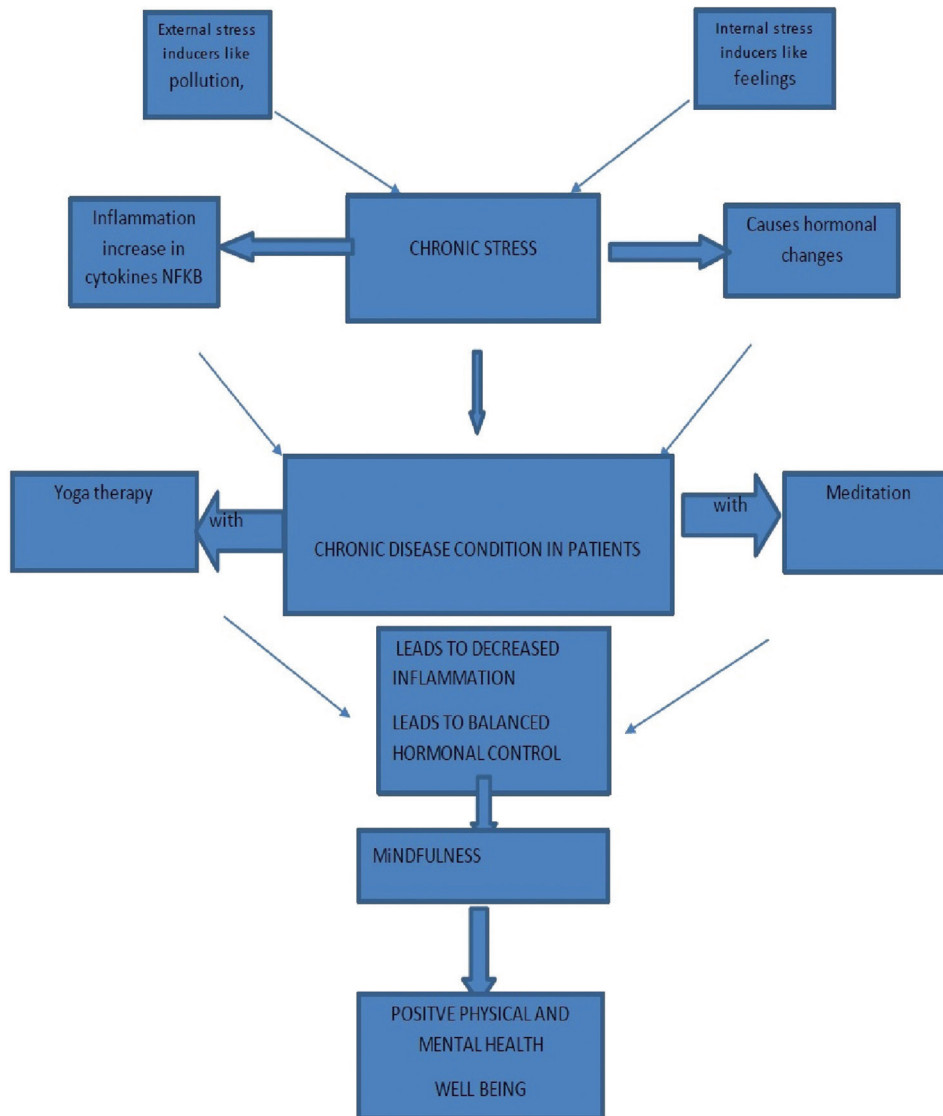 External stress
inducers like
pollution,
Internal stress
inducers like
feelings
Inflammation
increase in
cytokines NFKB
CHRONIC STRESS
Causes hormonal
changes
Yoga therapy
with
CHRONIC DISEASE CONDITION IN PATIENTS
with
Meditation
LEADS TO DECREASED
INFLAMMATION
LEADS TO BALANCED
HORMONAL CONTROL
MiNDFULNESS
POSITVE PHYSICAL AND
MENTAL HEALTH
WELL BEING